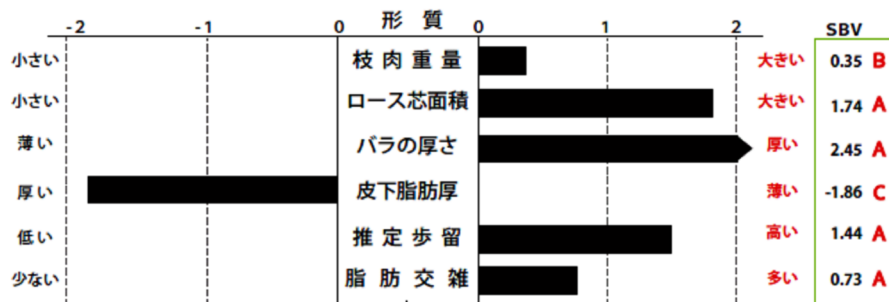 -2 -1 0 形質 0 1 2 SBV
小さい 枝肉重量 大きい 0.35 B
小さい ロース芯面積 大きい 1.74 A
薄い バラの厚さ 厚い 2.45 A
厚い 皮下脂肪厚 薄い -1.86 C
低い 推定歩留 高い 1.44 A
少ない 脂肪交雑 多い 0.73 A